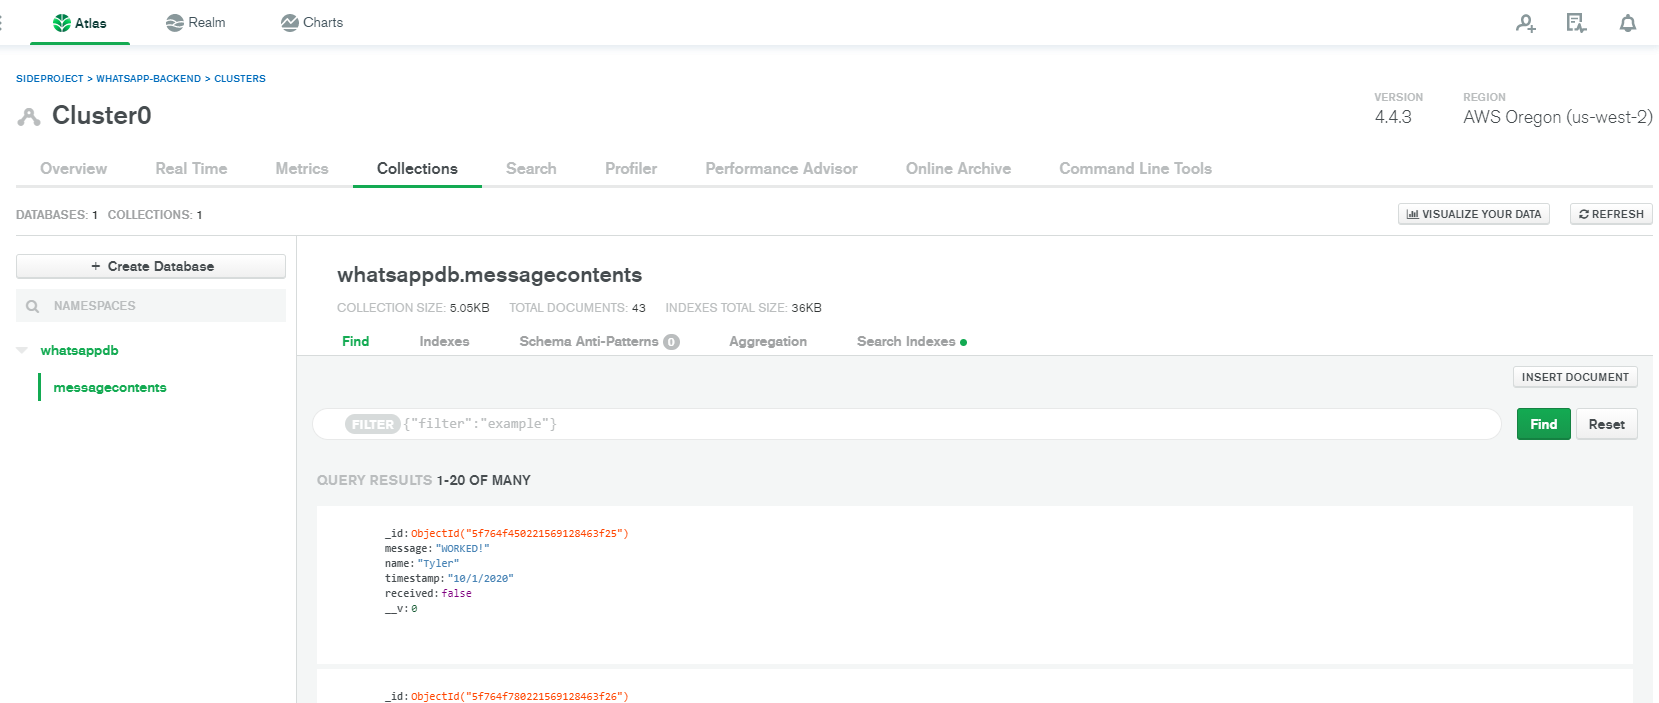 Atlas Realm Charts
SIDEPROJECT > WHATSAPP-BACKEND > CLUSTERS
Cluster0
VERSION
4.4.3
REGION
AWS Oregon (us-west-2)
Overview Real Time Metrics Collections Search Profiler Performance Advisor Online Archive Command Line Tools
DATABASES: 1 COLLECTIONS: 1
VISUALIZE YOUR DATA
REFRESH
+ Create Database
NAMESPACES
whatsappdb
messagecontents
whatsappdb.messagecontents
COLLECTION SIZE: 5.05KB TOTAL DOCUMENTS: 43 INDEXES TOTAL SIZE: 36KB
Find Indexes Schema Anti-Patterns 0 Aggregation Search Indexes
INSERT DOCUMENT
FILTER {"filter":"example"}
Find Reset
QUERY RESULTS 1-20 OF MANY
_id: ObjectId("5f764f450221569128463f25")
message: "WORKED!"
name: "Tyler"
timestamp: "10/1/2020"
received: false
__v: 0
_id: ObjectId("5f764f780221569128463f26")